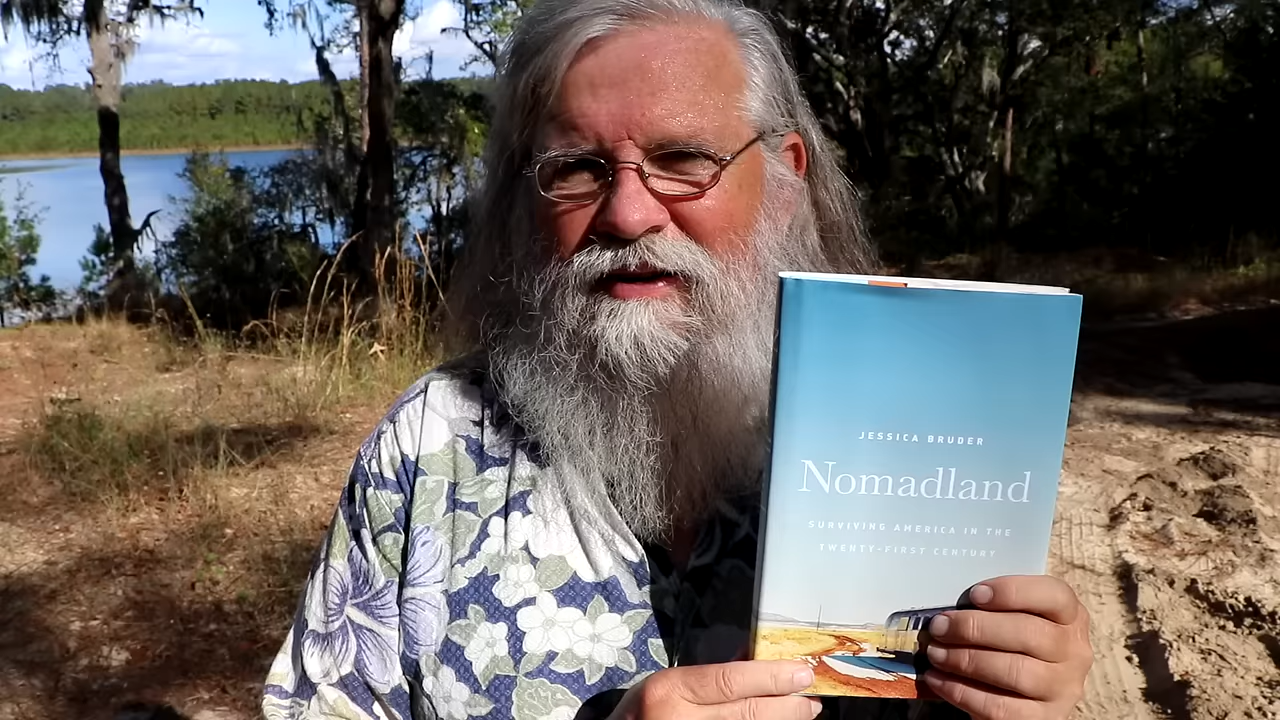 JESSICA BRUDER
Nomadland
SURVIVING AMERICA IN THE
TWENTY-FIRST CENTURY